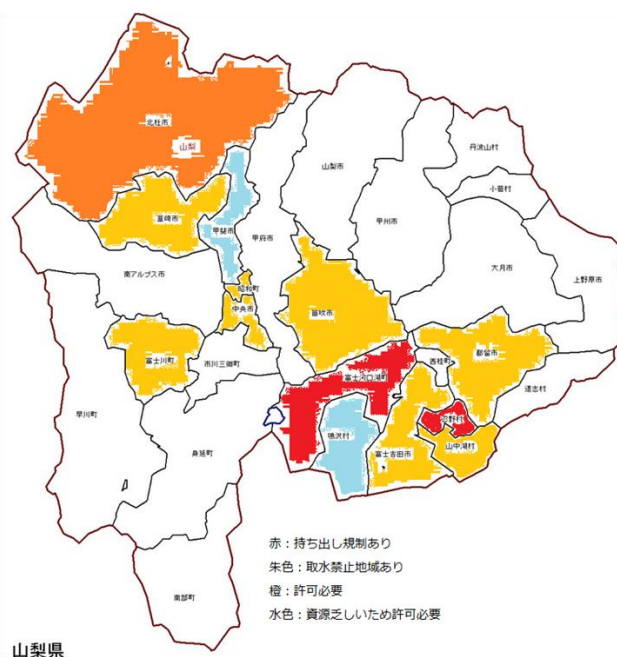 丹波山村
北杜市
山梨
山梨市
小菅村
韮崎市
甲斐市
甲府市
甲州市
南アルプス市
昭和町
大月市
上野原市
中央市
笛吹市
富士川町
市川三郷町
富士河口湖町
西桂町
都留市
道志村
早川町
鳴沢村
忍野村
身延町
富士吉田市
山中湖村
赤：持ち出し規制あり
朱色：取水禁止地域あり
橙：許可必要
水色：資源乏しいため許可必要
南部町
山梨県